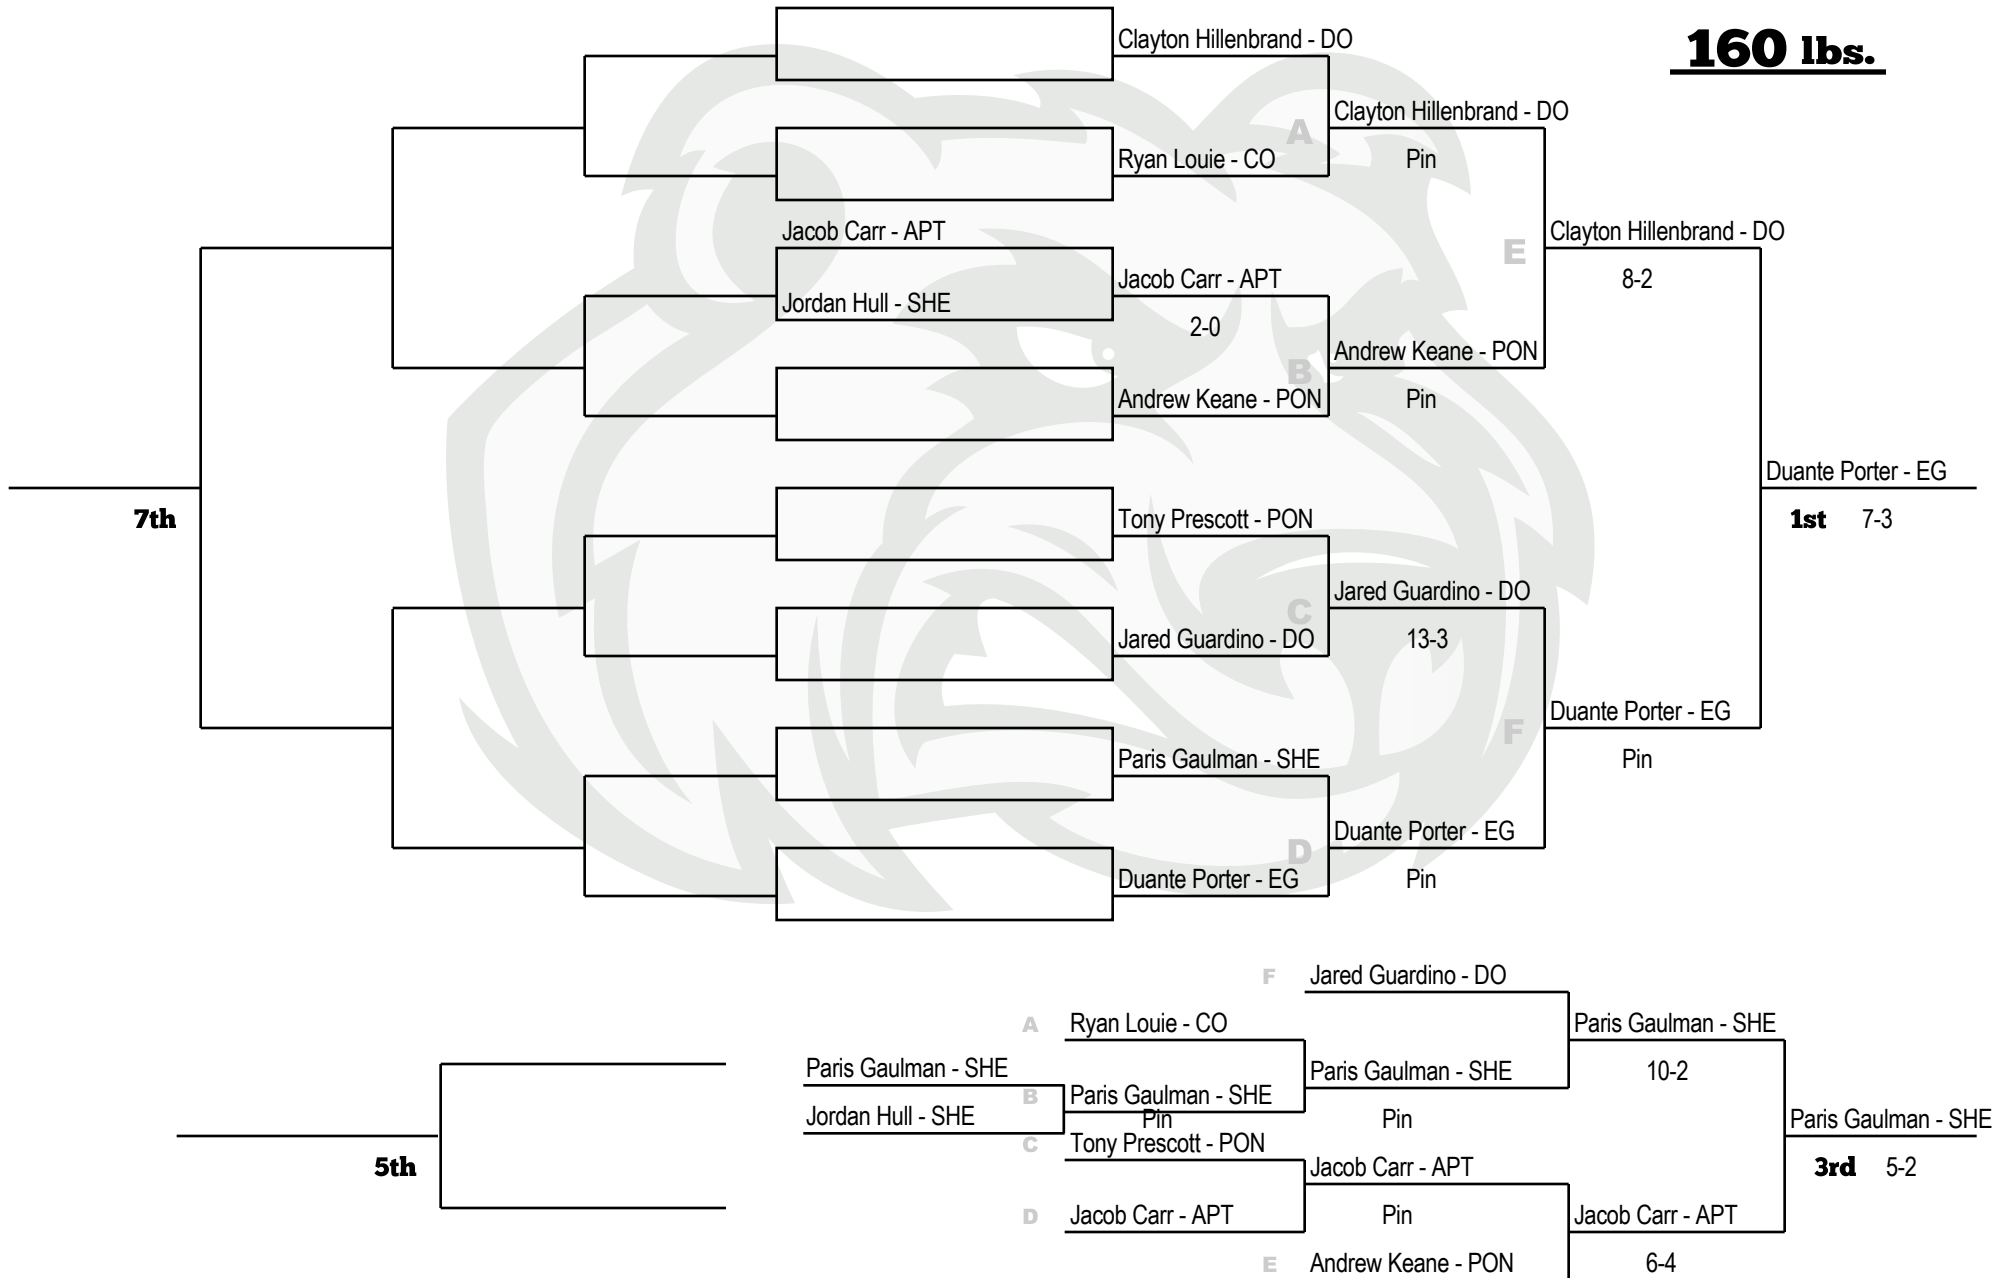 Clayton Hillenbrand - DO
160 lbs.
Clayton Hillenbrand - DO
A
Ryan Louie - CO
Pin
Jacob Carr - APT
Clayton Hillenbrand - DO
E
Jacob Carr - APT
8-2
Jordan Hull - SHE
2-0
Andrew Keane - PON
B
Andrew Keane - PON
Pin
Duante Porter - EG
7th
Tony Prescott - PON
1st 7-3
Jared Guardino - DO
C
Jared Guardino - DO
13-3
Duante Porter - EG
F
Paris Gaulman - SHE
Pin
Duante Porter - EG
D
Duante Porter - EG
Pin
F Jared Guardino - DO
A Ryan Louie - CO
Paris Gaulman - SHE
Paris Gaulman - SHE
Paris Gaulman - SHE
10-2
B Paris Gaulman - SHE
Jordan Hull - SHE
Pin
Pin
Paris Gaulman - SHE
C Tony Prescott - PON
5th
Jacob Carr - APT
3rd 5-2
D Jacob Carr - APT
Pin
Jacob Carr - APT
E Andrew Keane - PON
6-4